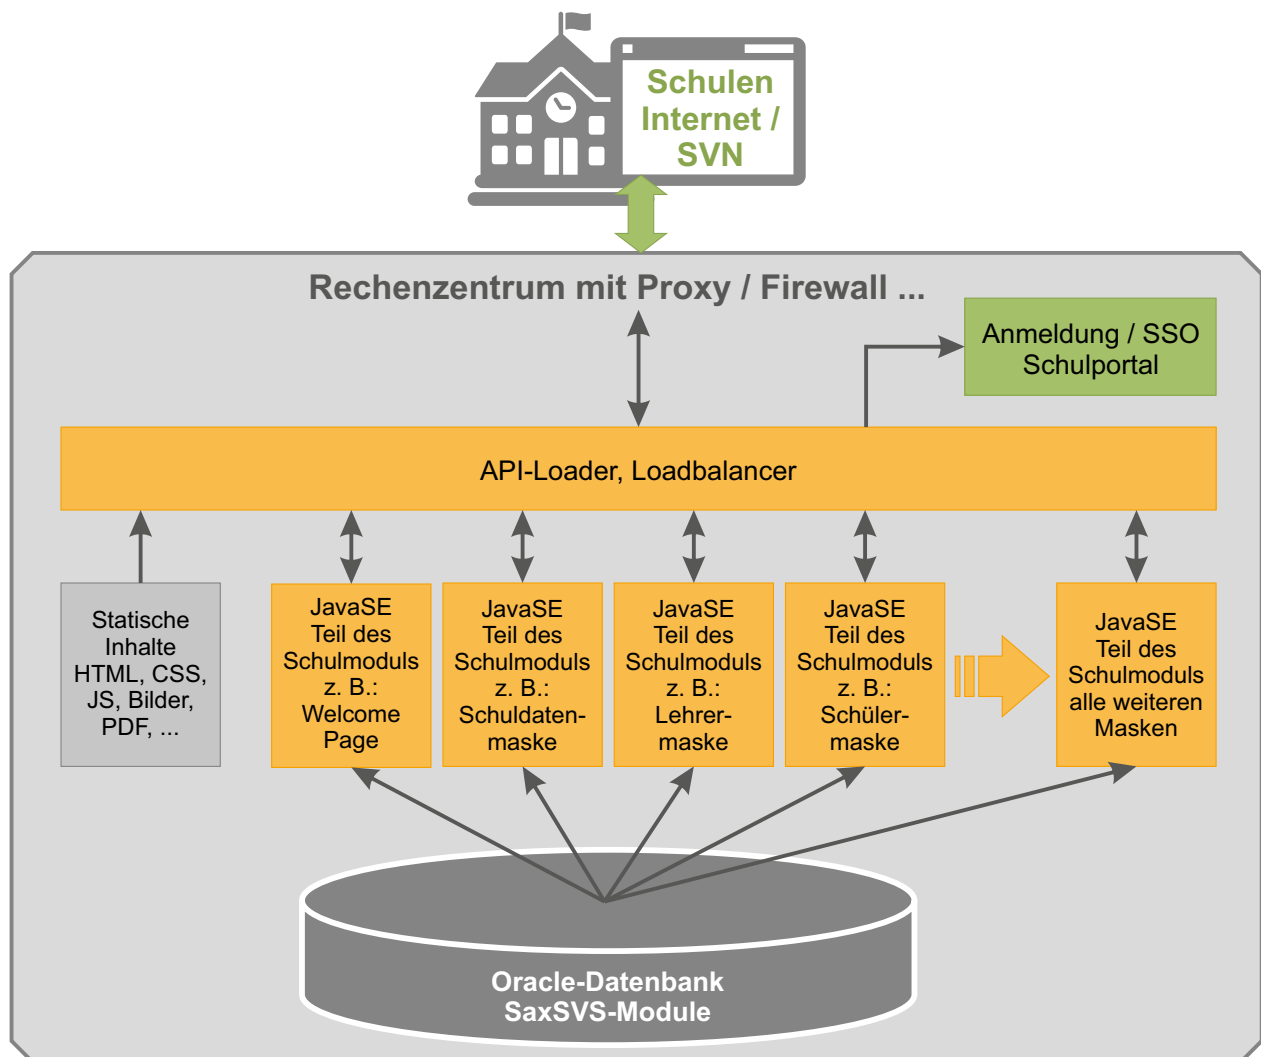 Schulen
Internet /
SVN
Rechenzentrum mit Proxy / Firewall ...
Anmeldung / SSO
Schulportal
API-Loader, Loadbalancer
Statische
Inhalte
HTML, CSS,
JS, Bilder,
PDF, ...
JavaSE
Teil des
Schulmoduls
z. B.:
Welcome
Page
JavaSE
Teil des
Schulmoduls
z. B.:
Schuldaten-
maske
JavaSE
Teil des
Schulmoduls
z. B.:
Lehrer-
maske
JavaSE
Teil des
Schulmoduls
z. B.:
Schüler-
maske
JavaSE
Teil des
Schulmoduls
alle weiteren
Masken
Oracle-Datenbank
SaxSVS-Module